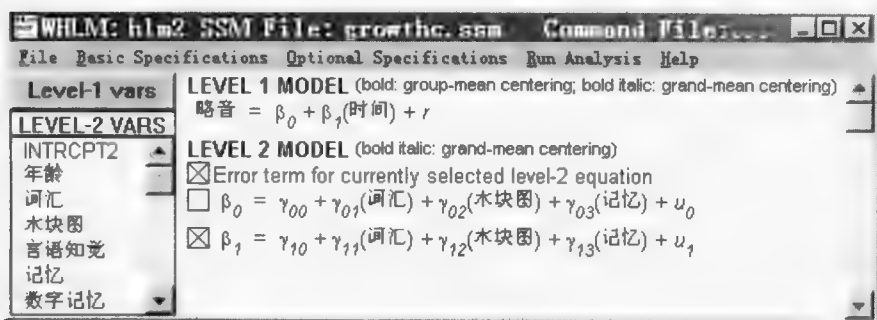 WHLM: hlm2 SSM File: growthc.ssm Command File:...
File Basic Specifications Optional Specifications Run Analysis Help
Level-1 vars
LEVEL-2 VARS
INTRCPT2
年龄
词汇
木块图
言语知觉
记忆
数字记忆
LEVEL 1 MODEL (bold: group-mean centering; bold italic: grand-mean centering)
略音 = β₀ + β₁(时间) + r
LEVEL 2 MODEL (bold italic: grand-mean centering)
Error term for currently selected level-2 equation
β₀ = γ₀₀ + γ₀₁(词汇) + γ₀₂(木块图) + γ₀₃(记忆) + u₀
β₁ = γ₁₀ + γ₁₁(词汇) + γ₁₂(木块图) + γ₁₃(记忆) + u₁